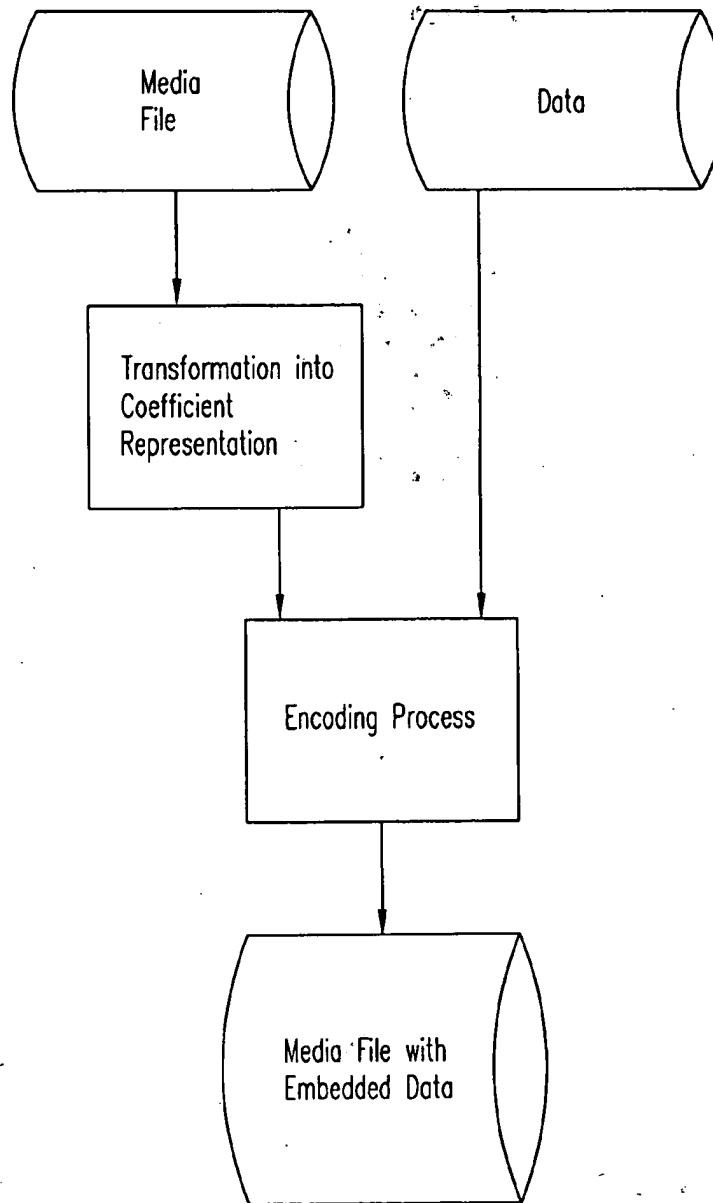 Media
File
Data
Transformation into
Coefficient
Representation
Encoding Process
Media File with
Embedded Data